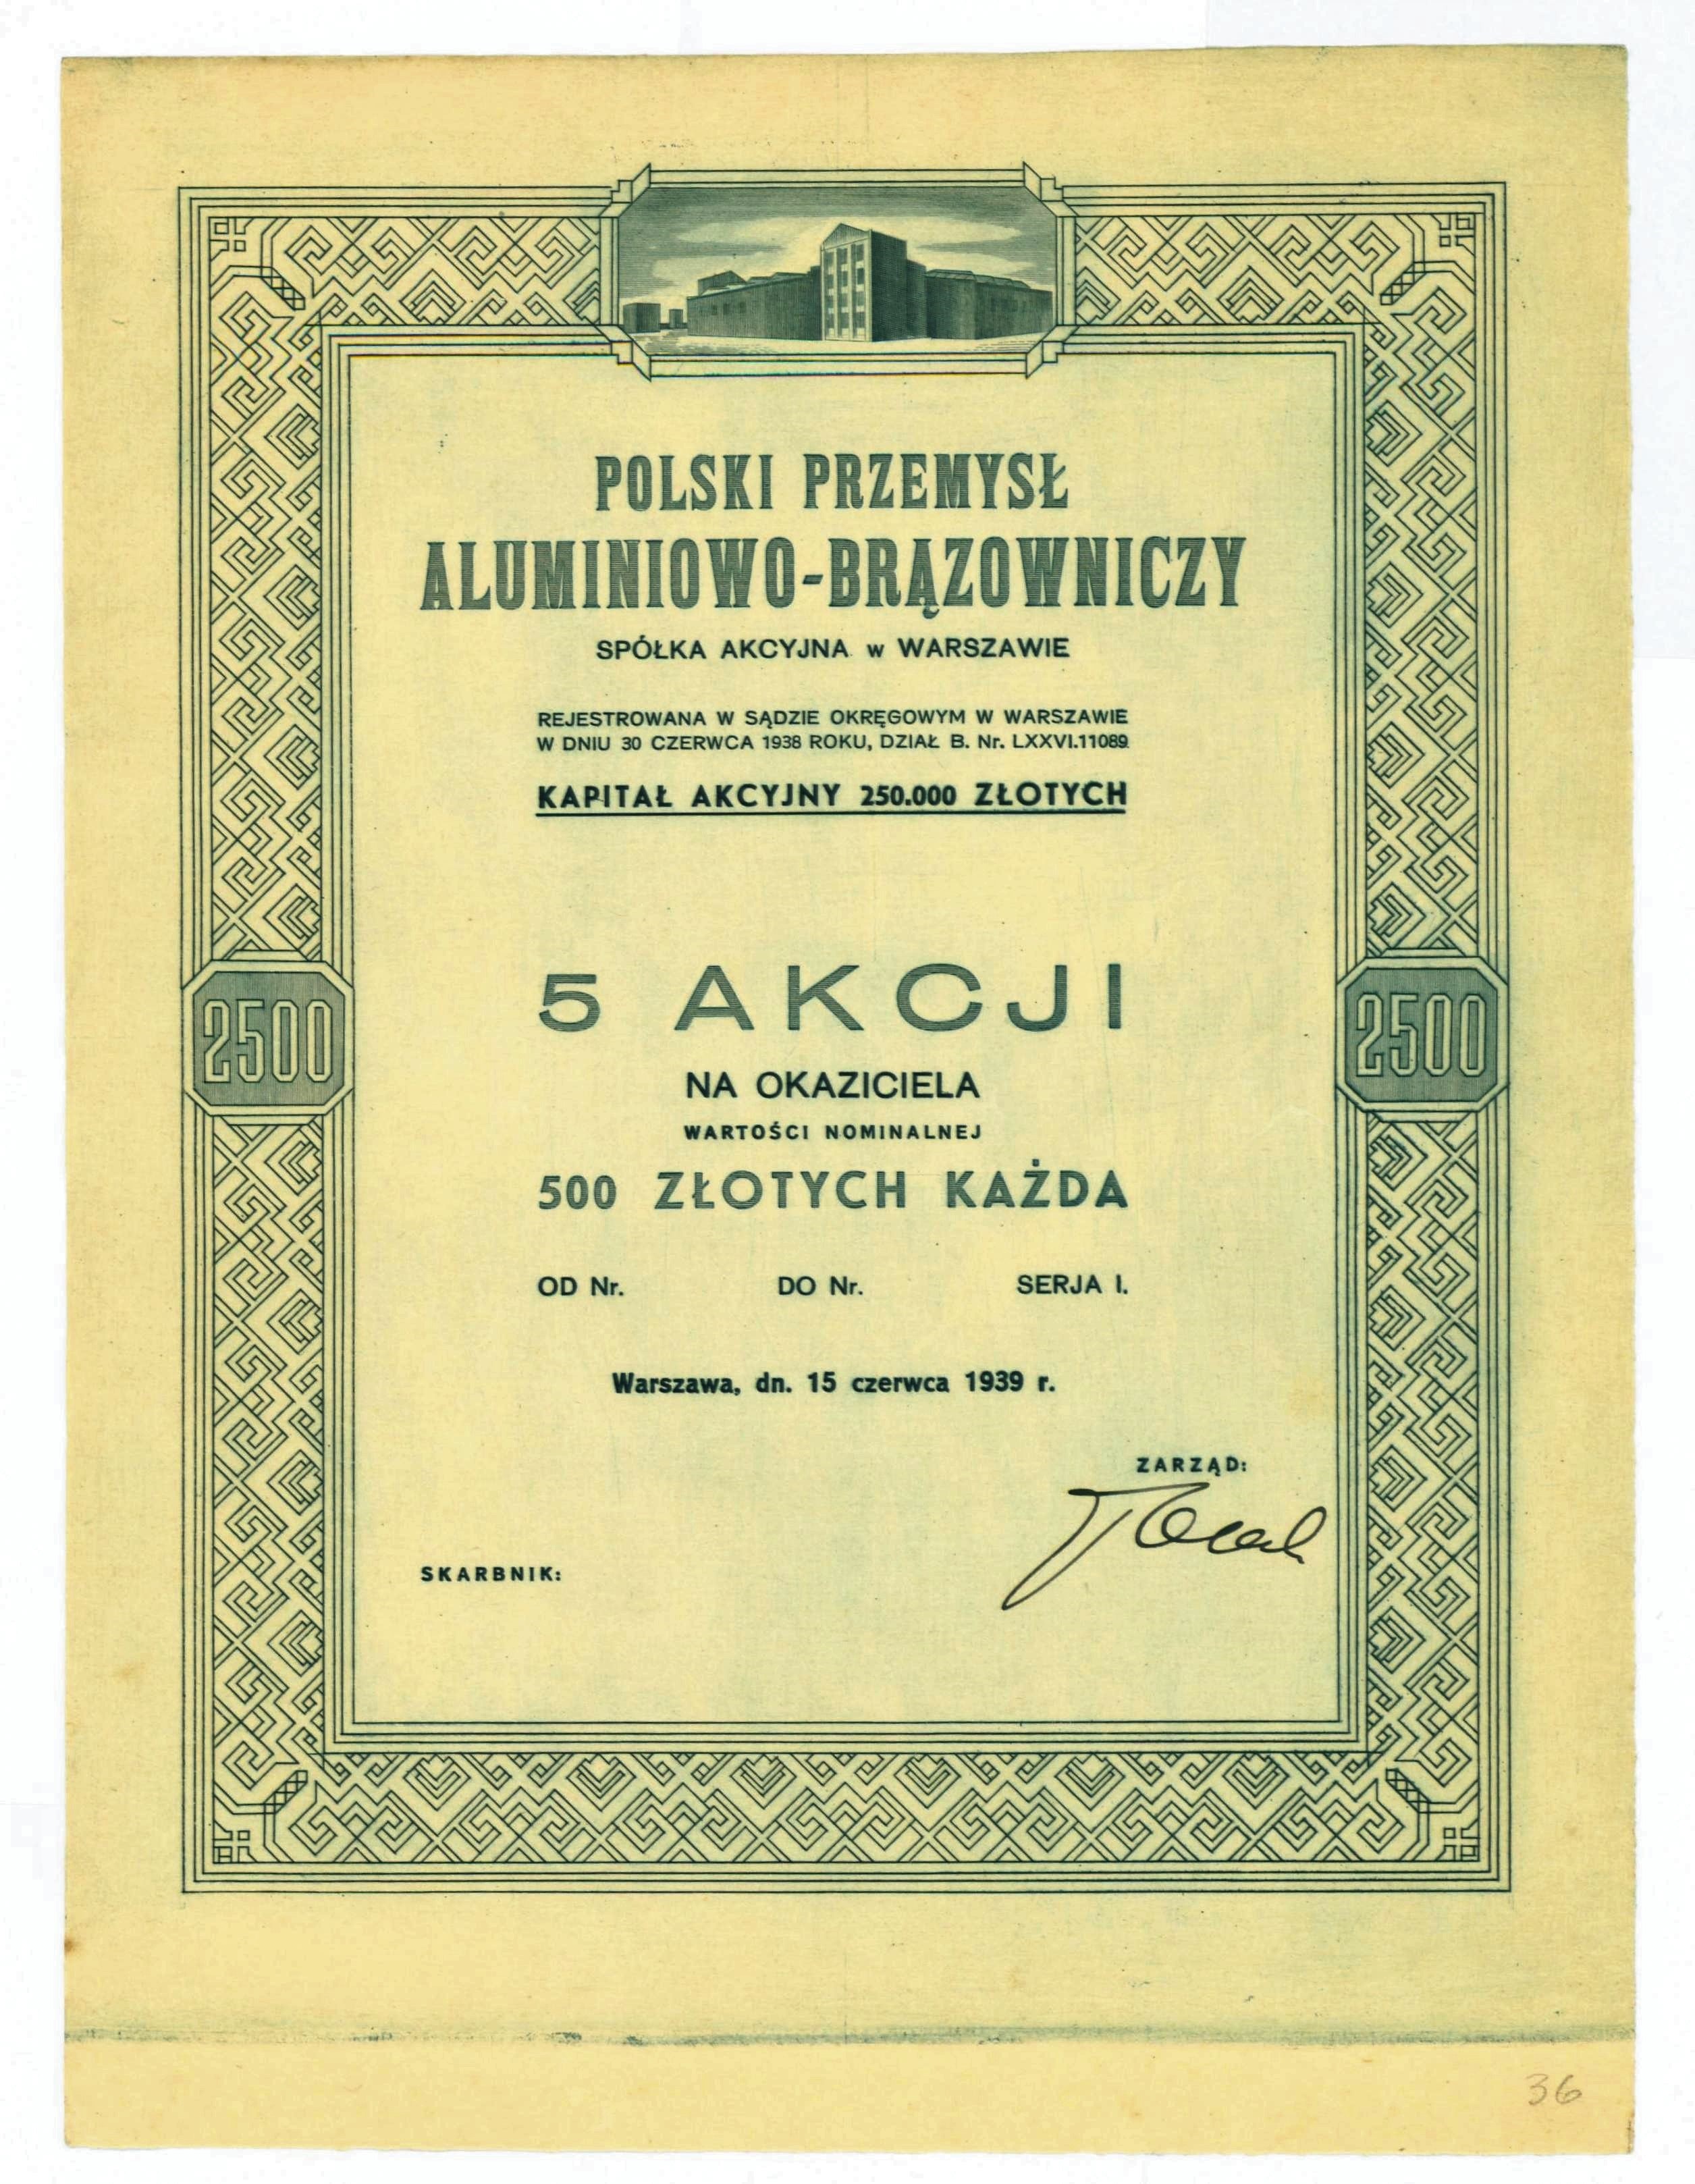 POLSKI PRZEMYSŁ
ALUMINIOWO-BRĄZOWNICZY
SPÓŁKA AKCYJNA w WARSZAWIE
REJESTROWANA W SĄDZIE OKRĘGOWYM W WARSZAWIE
W DNIU 30 CZERWCA 1938 ROKU, DZIAŁ B. Nr. LXXVI.11089
KAPITAŁ AKCYJNY 250.000 ZŁOTYCH
5 AKCJI
2500
2500
NA OKAZICIELA
WARTOŚCI NOMINALNEJ
500 ZŁOTYCH KAŻDA
OD Nr. DO Nr. SERJA I.
Warszawa, dn. 15 czerwca 1939 r.
ZARZĄD:
SKARBNIK:
36